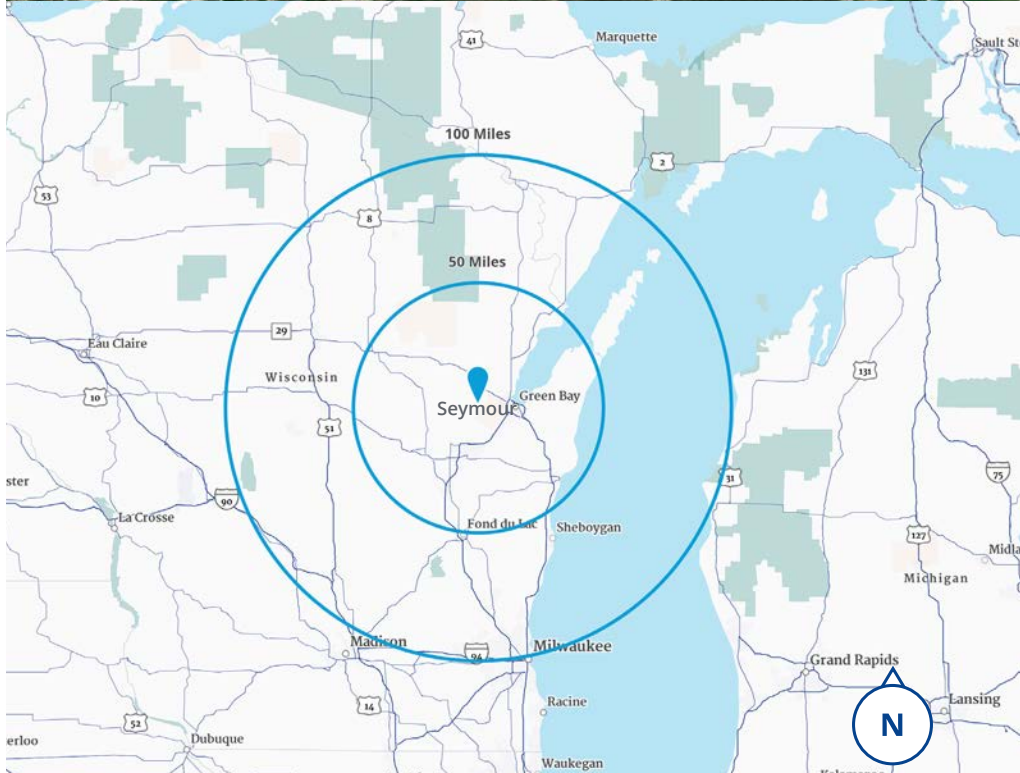 41
Marquette
Sault St
100 Miles
2
53
8
50 Miles
29
Eau Claire
Wisconsin
131
10
Green Bay
Seymour
51
75
31
ster
90
La Crosse
Fond du Lac
Sheboygan
127
Midla
Michigan
Madison
94
Milwaukee
Grand Rapids
14
Racine
Lansing
52
N
erloo
Dubuque
Waukegan